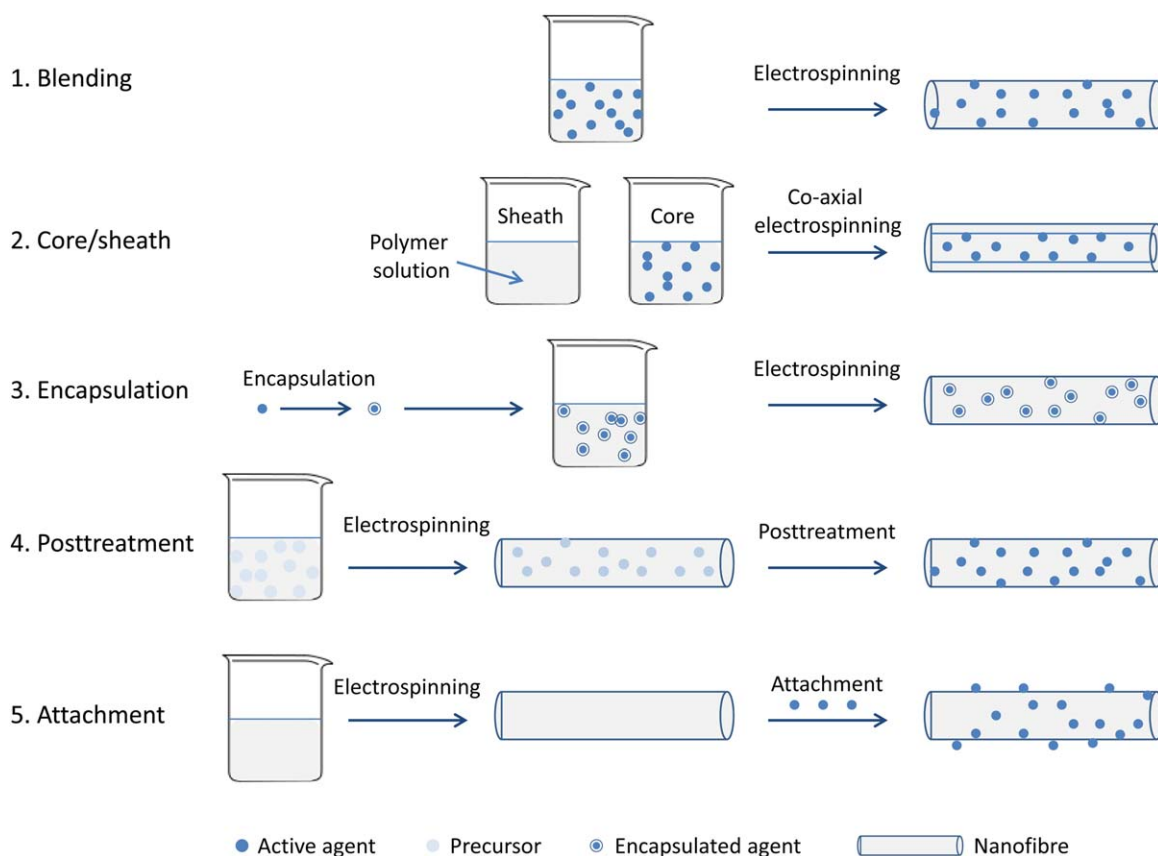 1. Blending
Electrospinning
2. Core/sheath
Polymer
solution
Sheath
Core
Co-axial
electrospinning
3. Encapsulation
Encapsulation
Electrospinning
4. Posttreatment
Electrospinning
Posttreatment
5. Attachment
Electrospinning
Attachment
Active agent
Precursor
Encapsulated agent
Nanofibre